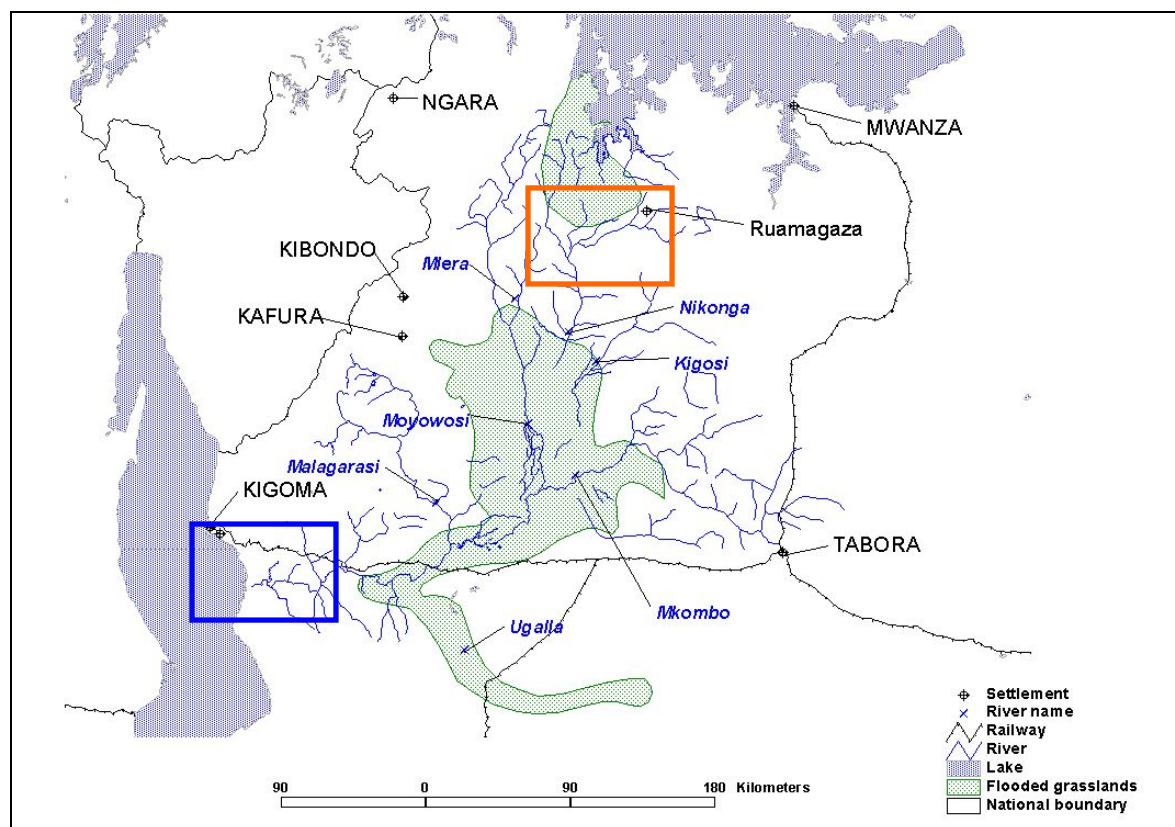 NGARA
MWANZA
Ruamagaza
KIBONDO
Mlera
KAFURA
Nikonga
Kigosi
Moyowosi
Malagarasi
KIGOMA
TABORA
Mkombo
Ugalla
Settlement
River name
Railway
River
Lake
Flooded grasslands
National boundary
90 0 90 180 Kilometers